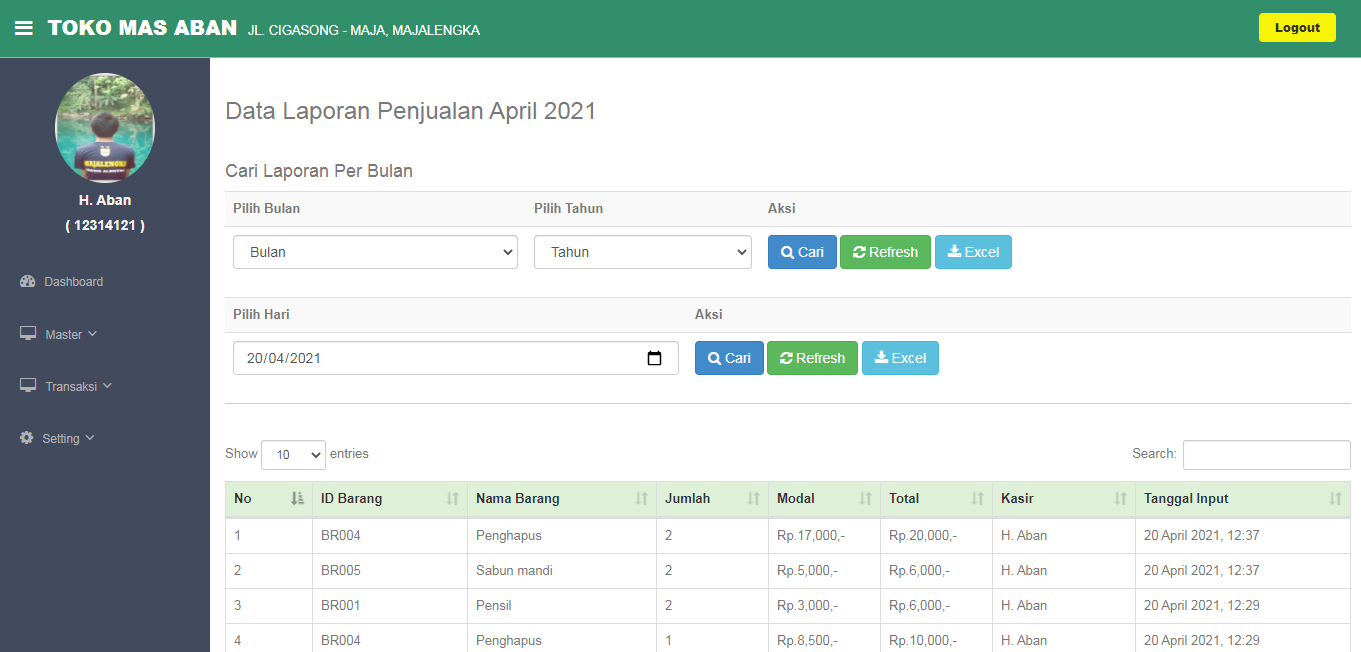 TOKO MAS ABAN JL. CIGASONG - MAJA, MAJALENGKA Logout
H. Aban
( 12314121 )
Dashboard
Master
Transaksi
Setting
Data Laporan Penjualan April 2021
Cari Laporan Per Bulan
Pilih Bulan Pilih Tahun Aksi
Bulan Tahun Cari Refresh Excel
Pilih Hari Aksi
20/04/2021 Cari Refresh Excel
Show 10 entries Search:
No ID Barang Nama Barang Jumlah Modal Total Kasir Tanggal Input
1 BR004 Penghapus 2 Rp.17,000,- Rp.20,000,- H. Aban 20 April 2021, 12:37
2 BR005 Sabun mandi 2 Rp.5,000,- Rp.6,000,- H. Aban 20 April 2021, 12:37
3 BR001 Pensil 2 Rp.3,000,- Rp.6,000,- H. Aban 20 April 2021, 12:29
4 BR004 Penghapus 1 Rp.8,500,- Rp.10,000,- H. Aban 20 April 2021, 12:29